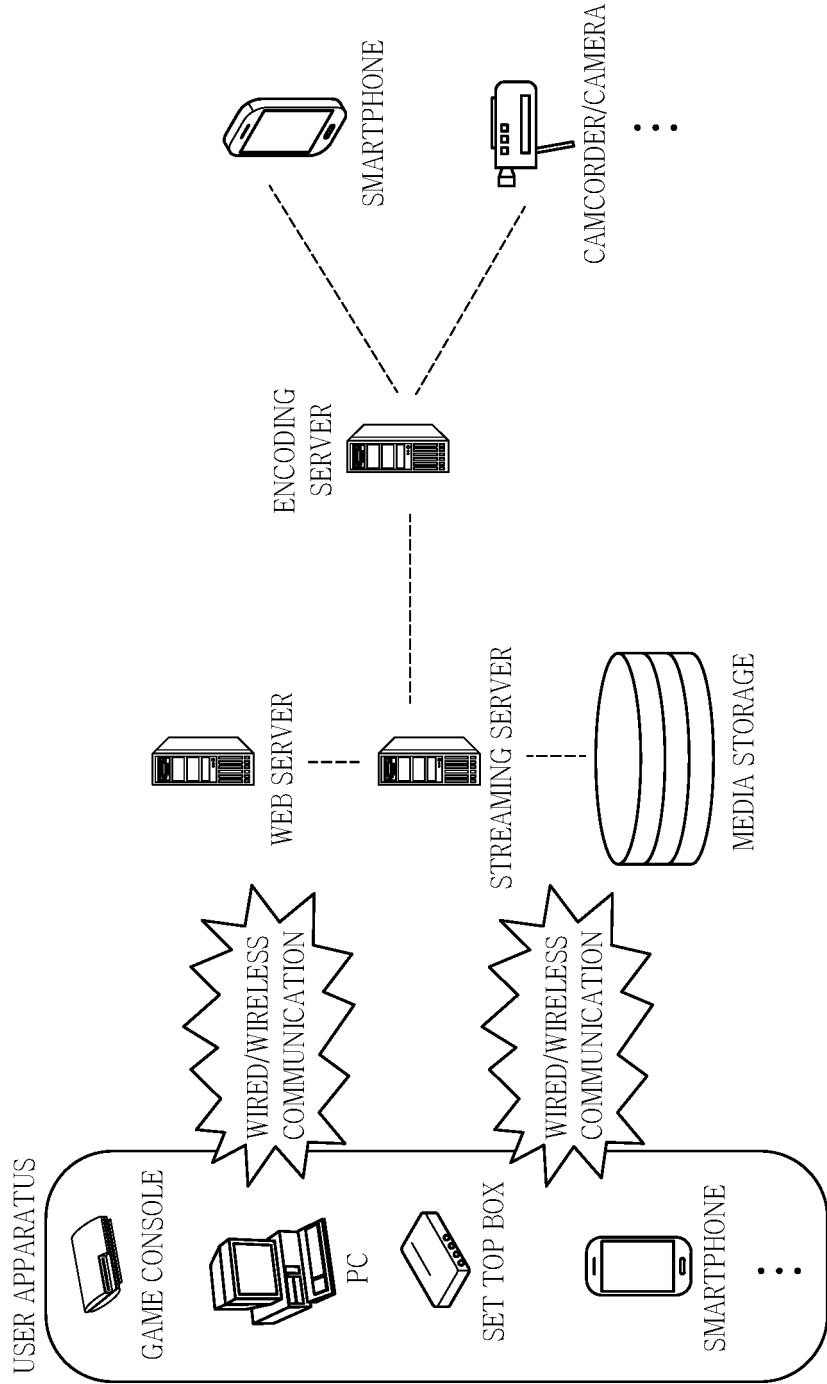 USER APPARATUS
GAME CONSOLE
PC
SET TOP BOX
SMARTPHONE
...
WIRED/WIRELESS
COMMUNICATION
WIRED/WIRELESS
COMMUNICATION
WEB SERVER
STREAMING SERVER
MEDIA STORAGE
ENCODING
SERVER
SMARTPHONE
CAMCORDER/CAMERA
...